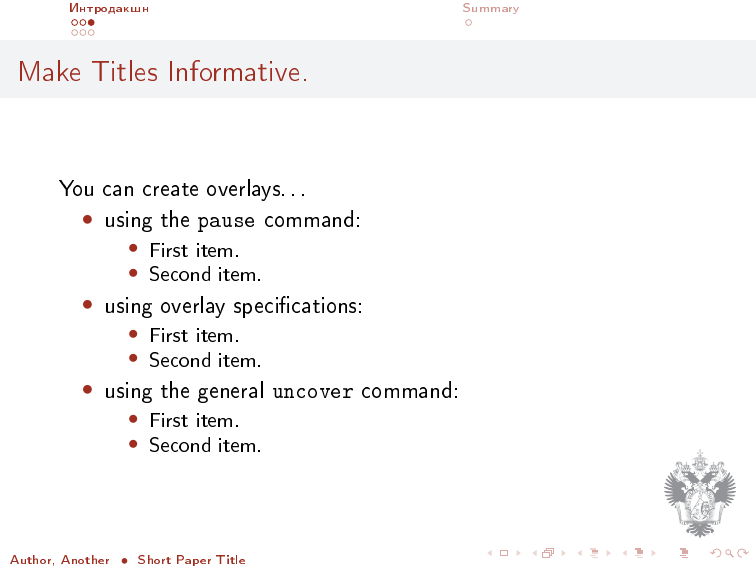 Интродакшн
Summary
Make Titles Informative.
You can create overlays...
• using the pause command:
• First item.
• Second item.
• using overlay specifications:
• First item.
• Second item.
• using the general uncover command:
• First item.
• Second item.
Author, Another • Short Paper Title